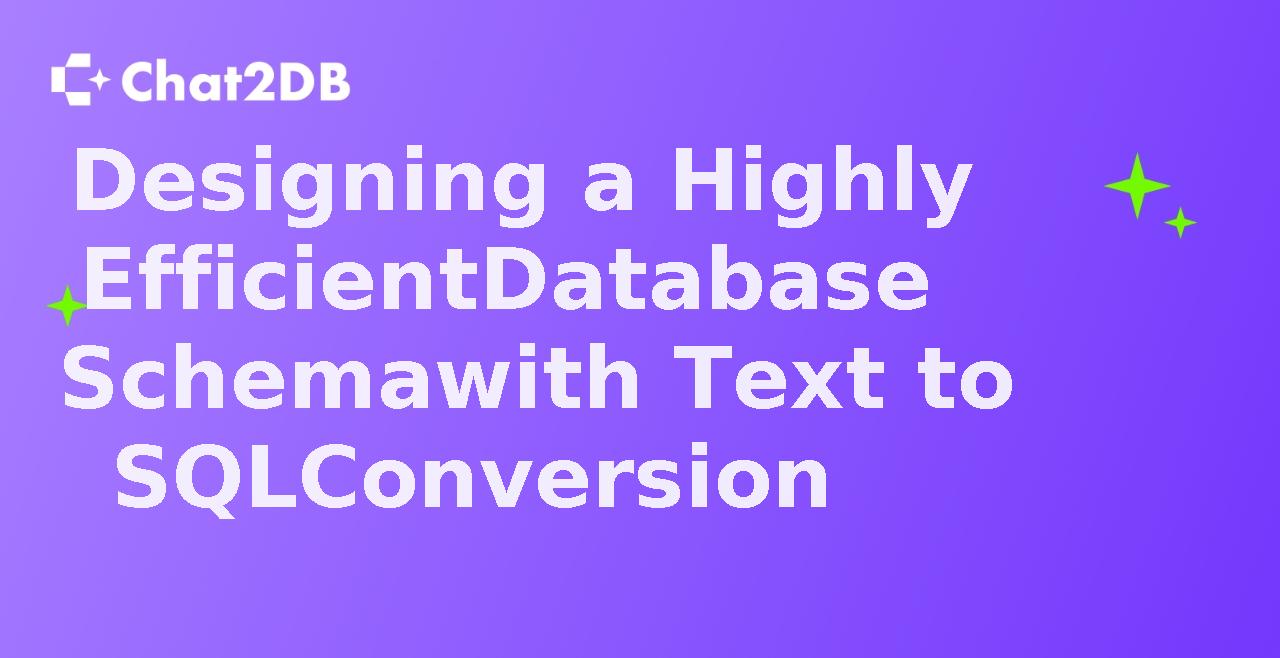 Chat2DB
Designing a Highly
EfficientDatabase
Schemawith Text to
SQLConversion